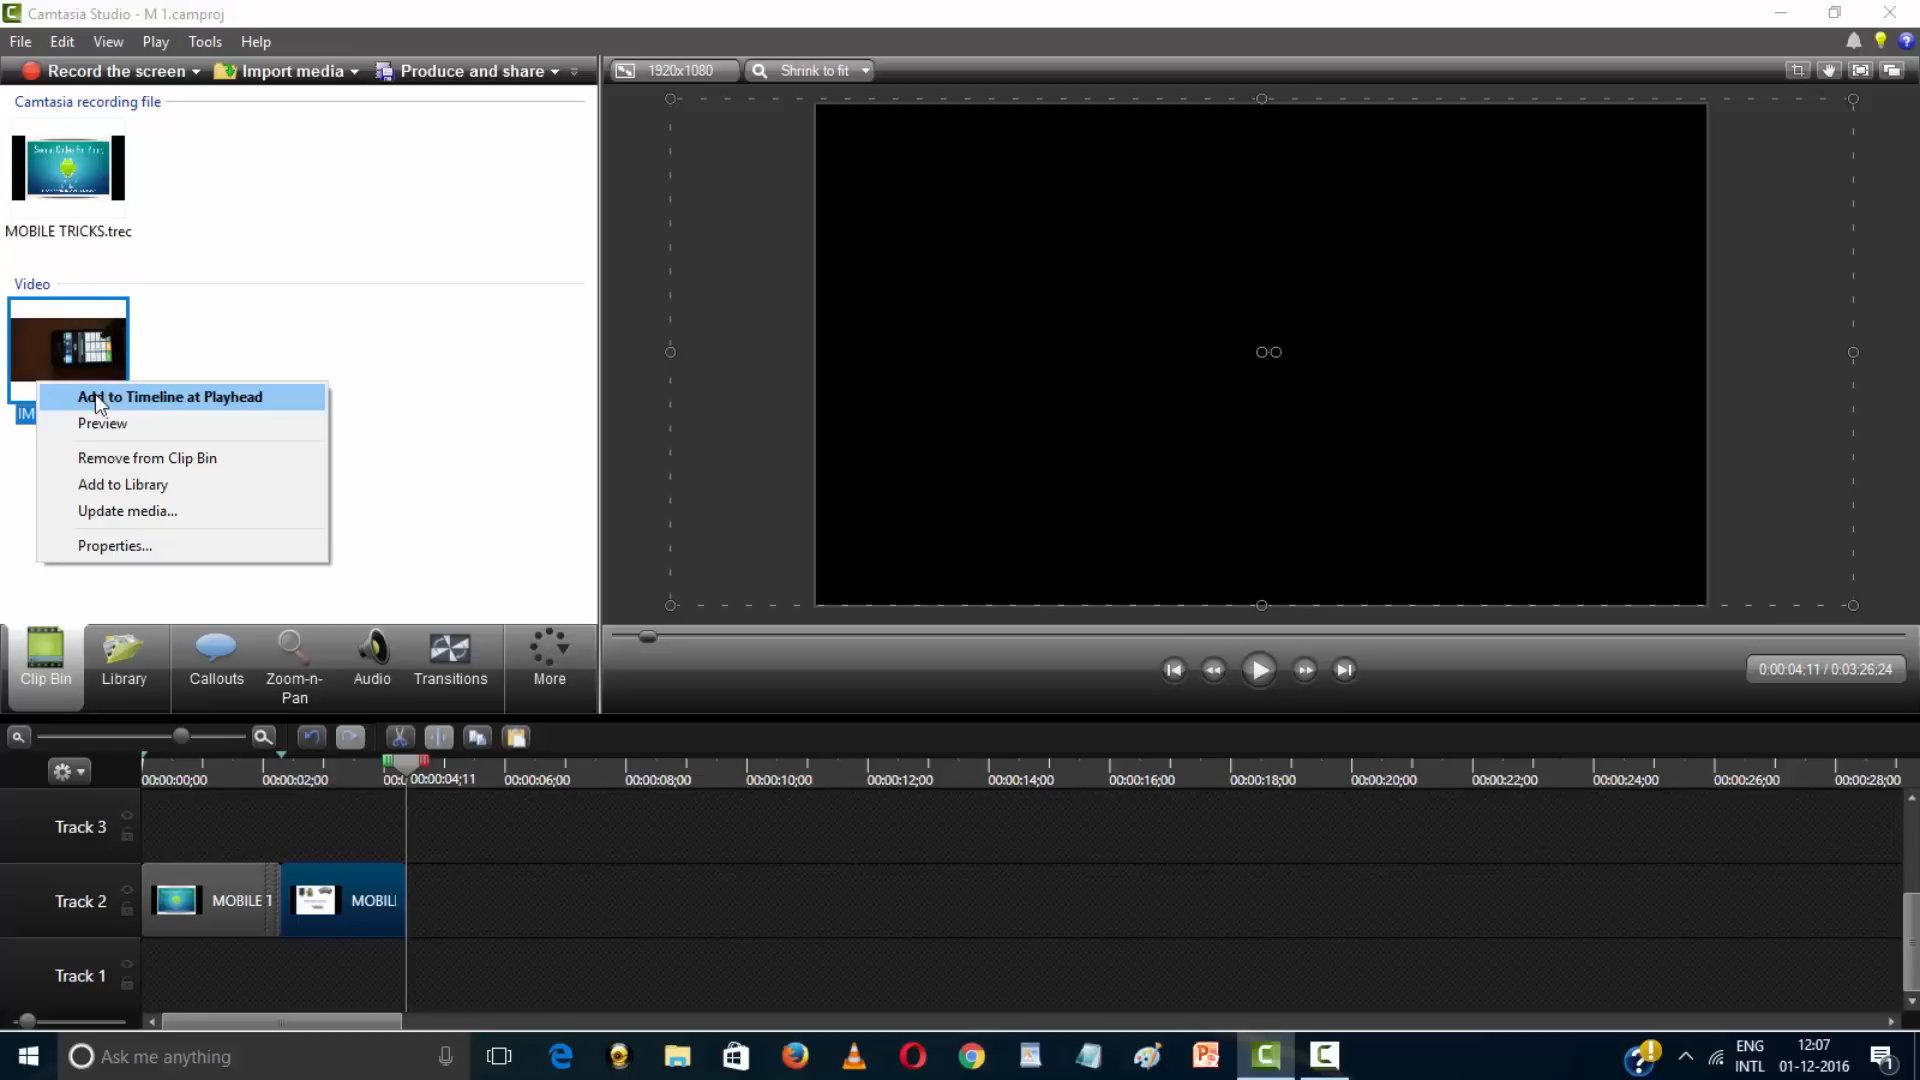 Camtasia Studio - M 1.camproj
File Edit View Play Tools Help
Record the screen Import media Produce and share
1920x1080 Shrink to fit
Camtasia recording file
MOBILE TRICKS.trec
Video
IM
Add to Timeline at Playhead
Preview
Remove from Clip Bin
Add to Library
Update media...
Properties...
Clip Bin Library Callouts Zoom-n-Pan Audio Transitions More
0:00:04;11 / 0:03:26;24
00:00:00;00 00:00:02;00 00:0 00:00:04;11 00:00:06;00 00:00:08;00 00:00:10;00 00:00:12;00 00:00:14;00 00:00:16;00 00:00:18;00 00:00:20;00 00:00:22;00 00:00:24;00 00:00:26;00 00:00:28;00
Track 3
Track 2 MOBILE T MOBIL
Track 1
Ask me anything
ENG 12:07
INTL 01-12-2016
1